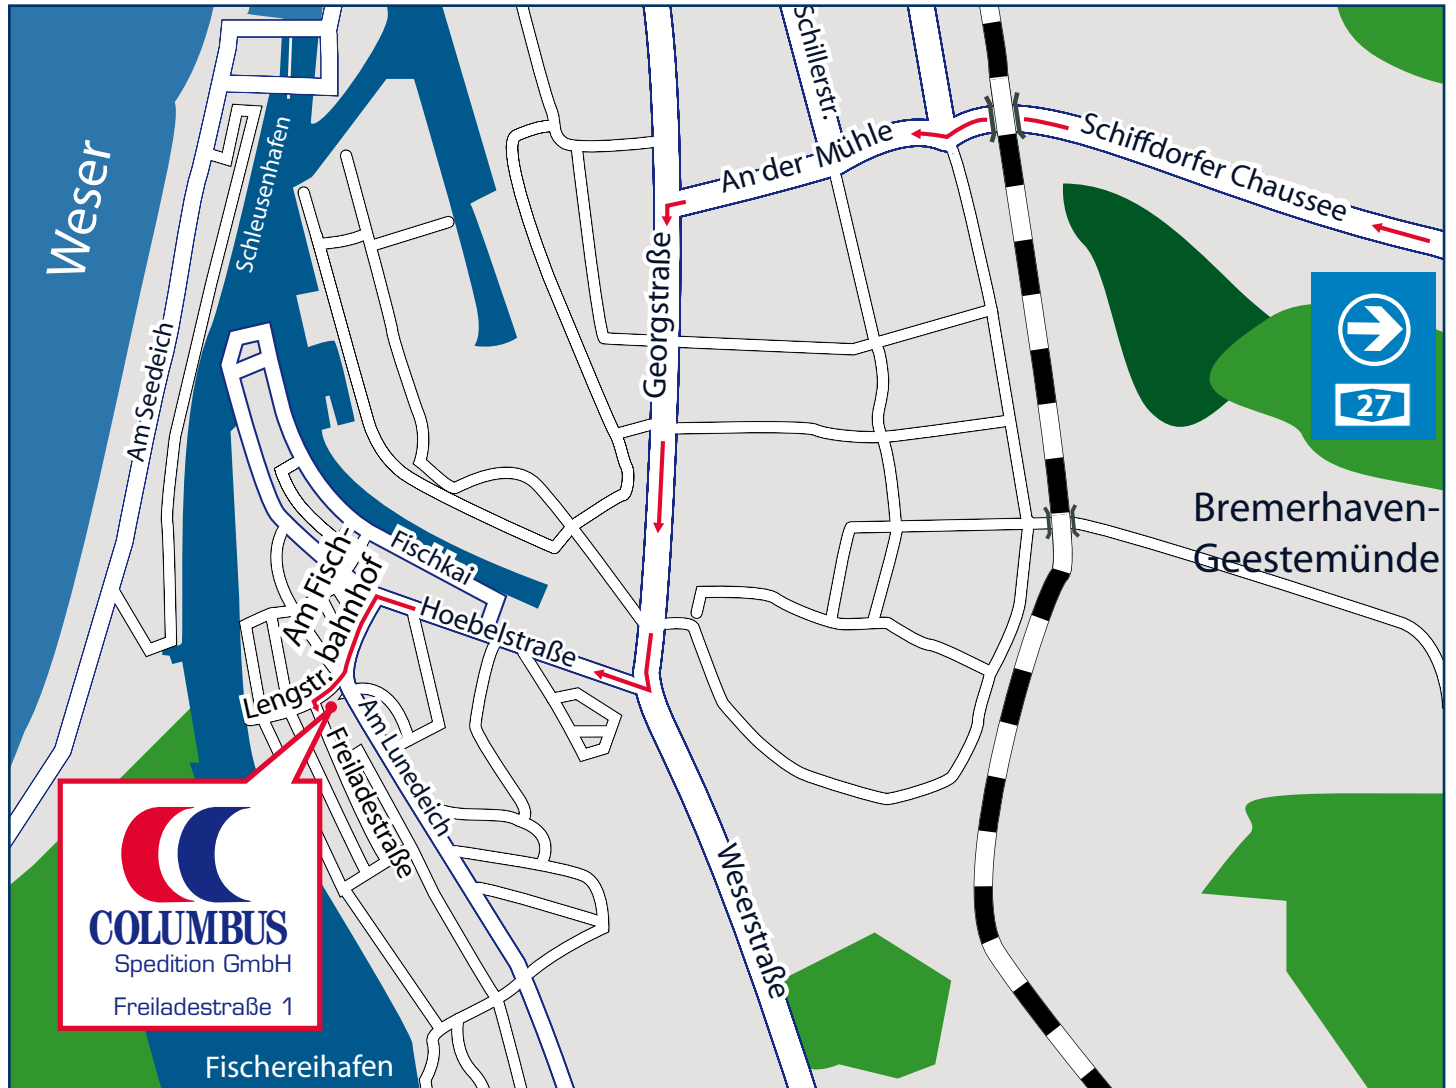 Schillerstr.
An der Mühle
Schiffdorfer Chaussee
Weser
Schleusenhafen
Georgstraße
Am Seedeich
27
Bremerhaven-
Geestemünde
Fischkai
Am Fisch-
bahnhof
Hoebelstraße
Lengstr.
Am Lunedeich
Freiladestraße
Weserstraße
COLUMBUS
Spedition GmbH
Freiladestraße 1
Fischereihafen